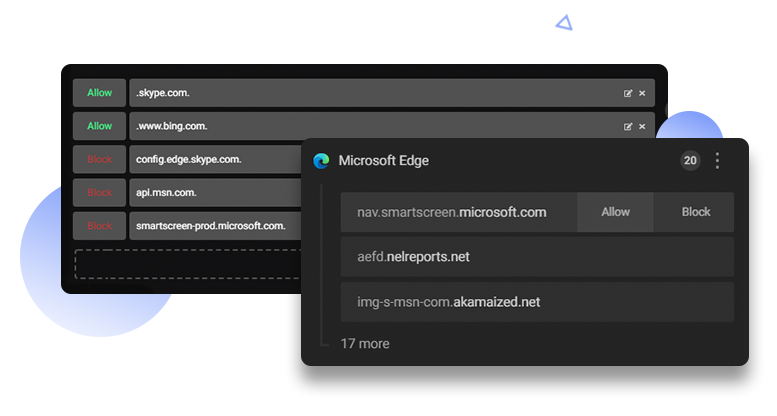 Allow .skype.com.
Allow .www.bing.com.
Block config.edge.skype.com.
Block api.msn.com.
Block smartscreen-prod.microsoft.com.
Microsoft Edge 20
nav.smartscreen.microsoft.com Allow Block
aefd.nelreports.net
img-s-msn-com.akamaized.net
17 more